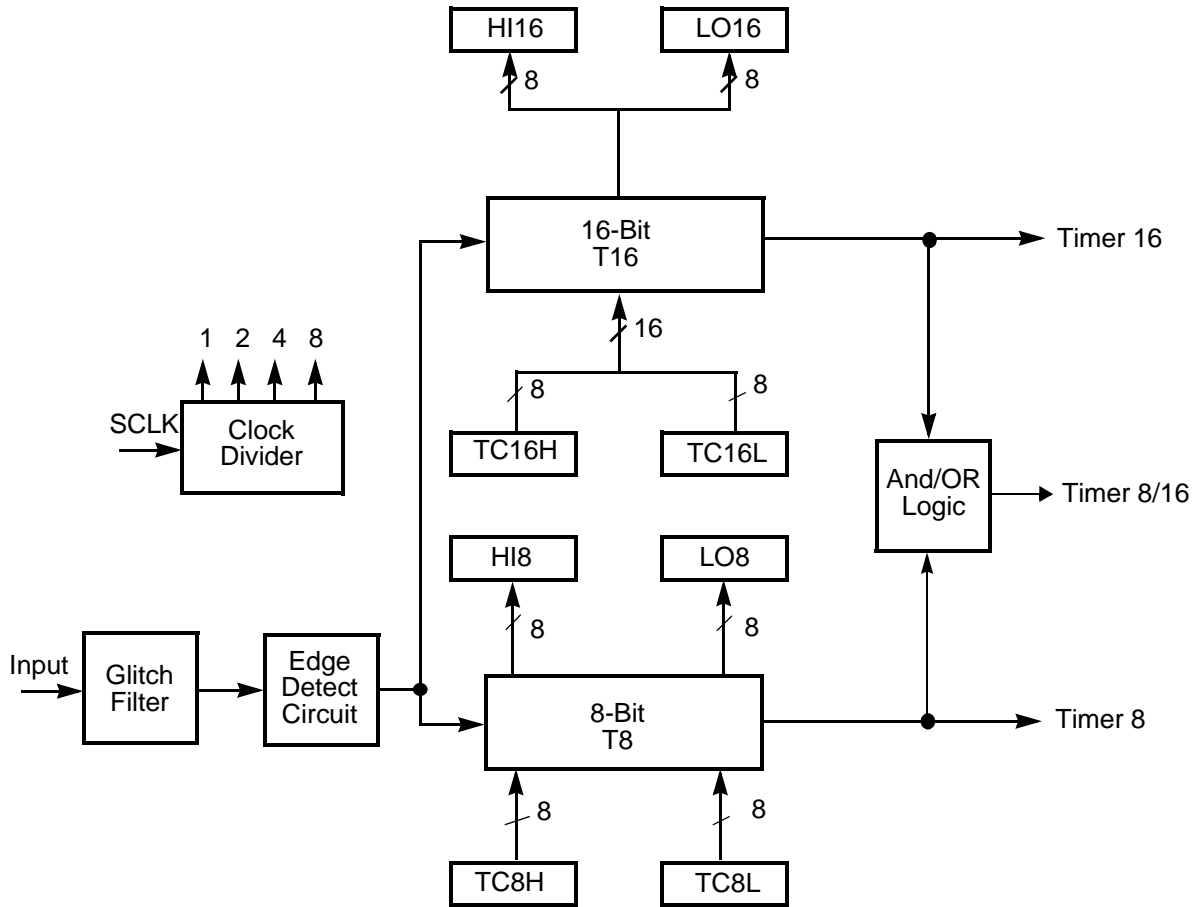 HI16
LO16
8
8
16-Bit
T16
Timer 16
16
1 2 4 8
8
8
SCLK
Clock
Divider
TC16H
TC16L
And/OR
Logic
Timer 8/16
HI8
LO8
8
8
Input
Glitch
Filter
Edge
Detect
Circuit
8-Bit
T8
Timer 8
8
8
TC8H
TC8L